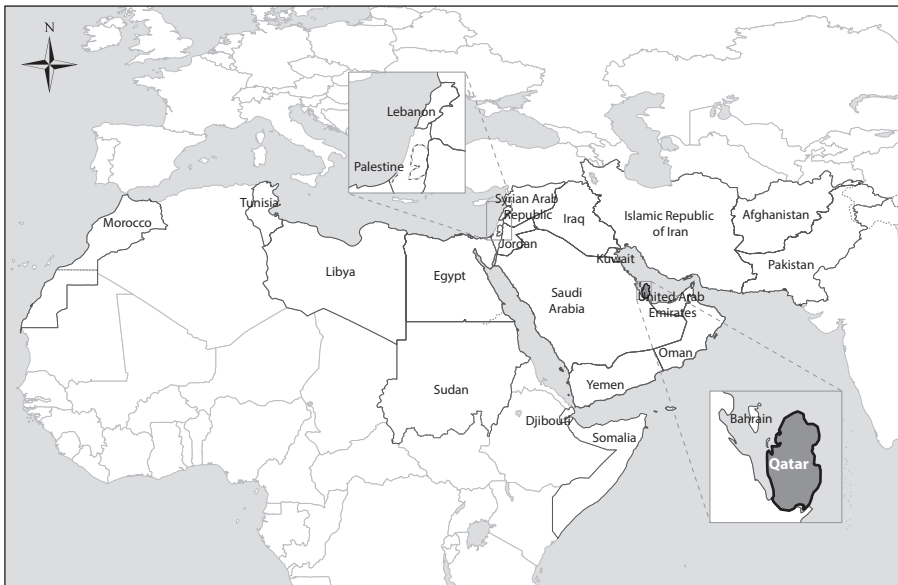 N
Lebanon
Palestine
Tunisia
Morocco
Syrian Arab
Republic
Iraq
Islamic Republic
of Iran
Afghanistan
Jordan
Kuwait
Pakistan
Libya
Egypt
Saudi
Arabia
United Arab
Emirates
Oman
Yemen
Sudan
Djibouti
Somalia
Bahrain
Qatar